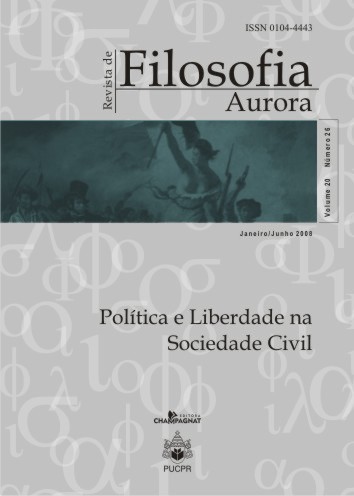 ISSN 0104-4443
Revista de
Filosofia
Aurora
Volume 20 Número 26
Janeiro/Junho 2008
Política e Liberdade na
Sociedade Civil
EDITORA
CHAMPAGNAT
PUCPR